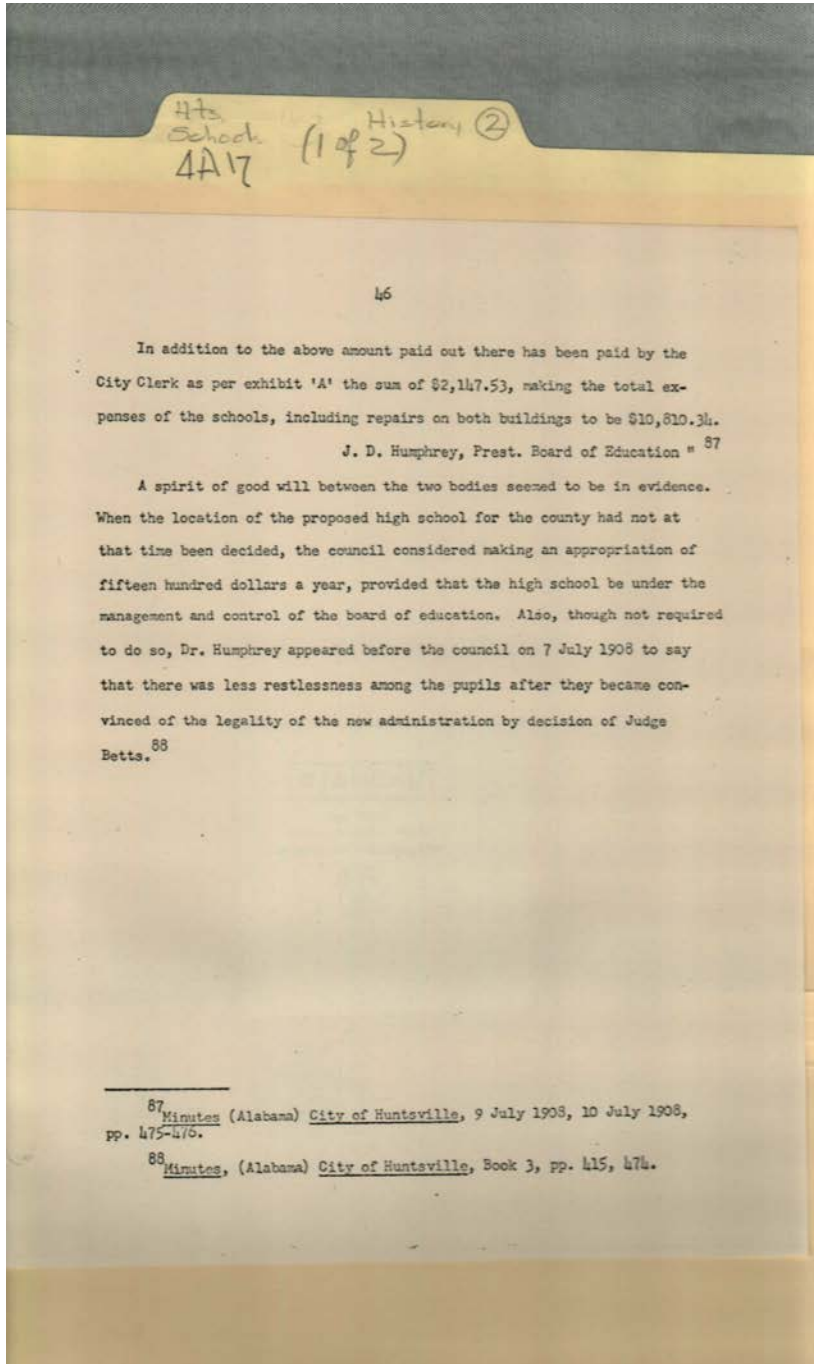 Hts History ②
School (1 of 2)
4A17
46
In addition to the above amount paid out there has been paid by the
City Clerk as per exhibit 'A' the sum of $2,147.53, making the total ex-
penses of the schools, including repairs on both buildings to be $10,810.34.
J. D. Humphrey, Prest. Board of Education " 87
A spirit of good will between the two bodies seemed to be in evidence.
When the location of the proposed high school for the county had not at
that time been decided, the council considered making an appropriation of
fifteen hundred dollars a year, provided that the high school be under the
management and control of the board of education. Also, though not required
to do so, Dr. Humphrey appeared before the council on 7 July 1908 to say
that there was less restlessness among the pupils after they became con-
vinced of the legality of the new administration by decision of Judge
Betts.88
87Minutes (Alabama) City of Huntsville, 9 July 1908, 10 July 1908,
pp. 475-476.
88Minutes, (Alabama) City of Huntsville, Book 3, pp. 415, 474.